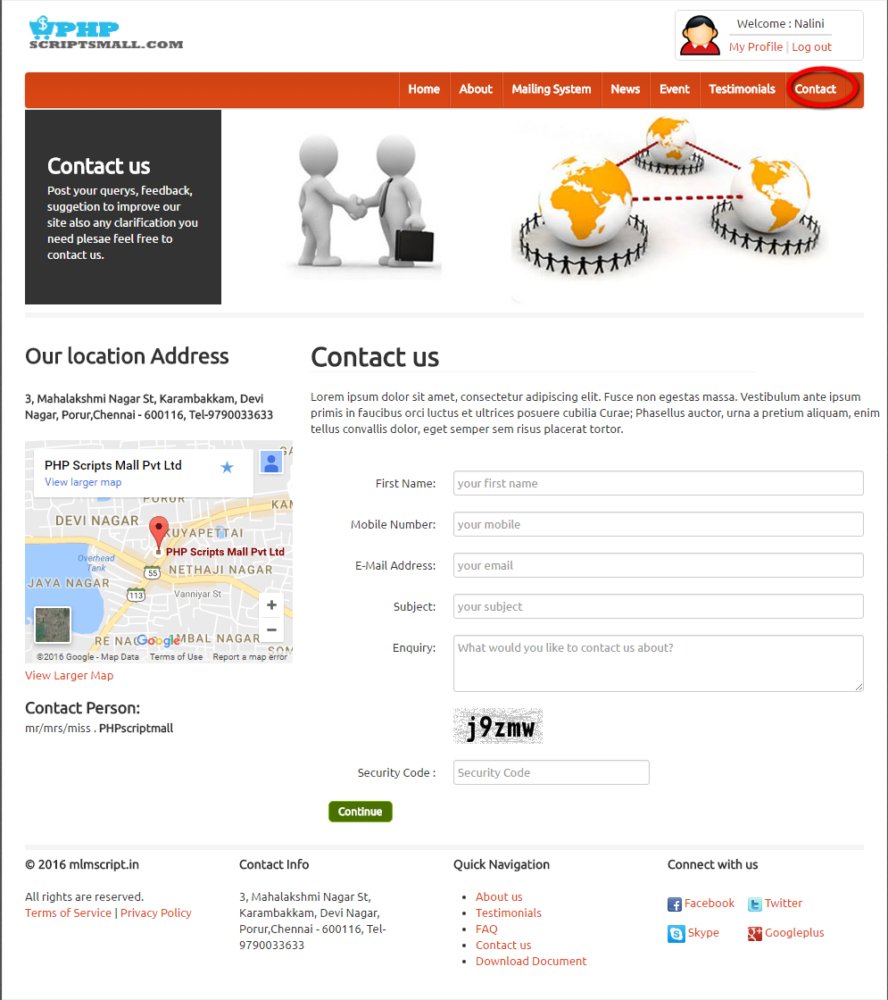 PHP
SCRIPTSMALL.COM
Welcome : Nalini
My Profile | Log out
Home About Mailing System News Event Testimonials Contact
Contact us
Post your querys, feedback,
suggetion to improve our
site also any clarification you
need plesae feel free to
contact us.
Our location Address
3, Mahalakshmi Nagar St, Karambakkam, Devi
Nagar, Porur,Chennai - 600116, Tel-9790033633
PHP Scripts Mall Pvt Ltd
View larger map
PORUR
DEVI NAGAR
KUYAPETTAI
PHP Scripts Mall Pvt Ltd
Overhead
Tank
55
NETHAJI NAGAR
JAYA NAGAR
113
Vanniyar St
+
−
Google
©2016 Google - Map Data Terms of Use Report a map error
View Larger Map
Contact Person:
mr/mrs/miss . PHPscriptmall
Contact us
Lorem ipsum dolor sit amet, consectetur adipiscing elit. Fusce non egestas massa. Vestibulum ante ipsum
primis in faucibus orci luctus et ultrices posuere cubilia Curae; Phasellus auctor, urna a pretium aliquam, enim
tellus convallis dolor, eget semper sem risus placerat tortor.
First Name: your first name
Mobile Number: your mobile
E-Mail Address: your email
Subject: your subject
Enquiry: What would you like to contact us about?
j9zmw
Security Code : Security Code
Continue
© 2016 mlmscript.in
All rights are reserved.
Terms of Service | Privacy Policy
Contact Info
3, Mahalakshmi Nagar St,
Karambakkam, Devi Nagar,
Porur,Chennai - 600116, Tel-
9790033633
Quick Navigation
• About us
• Testimonials
• FAQ
• Contact us
• Download Document
Connect with us
Facebook Twitter
Skype Googleplus